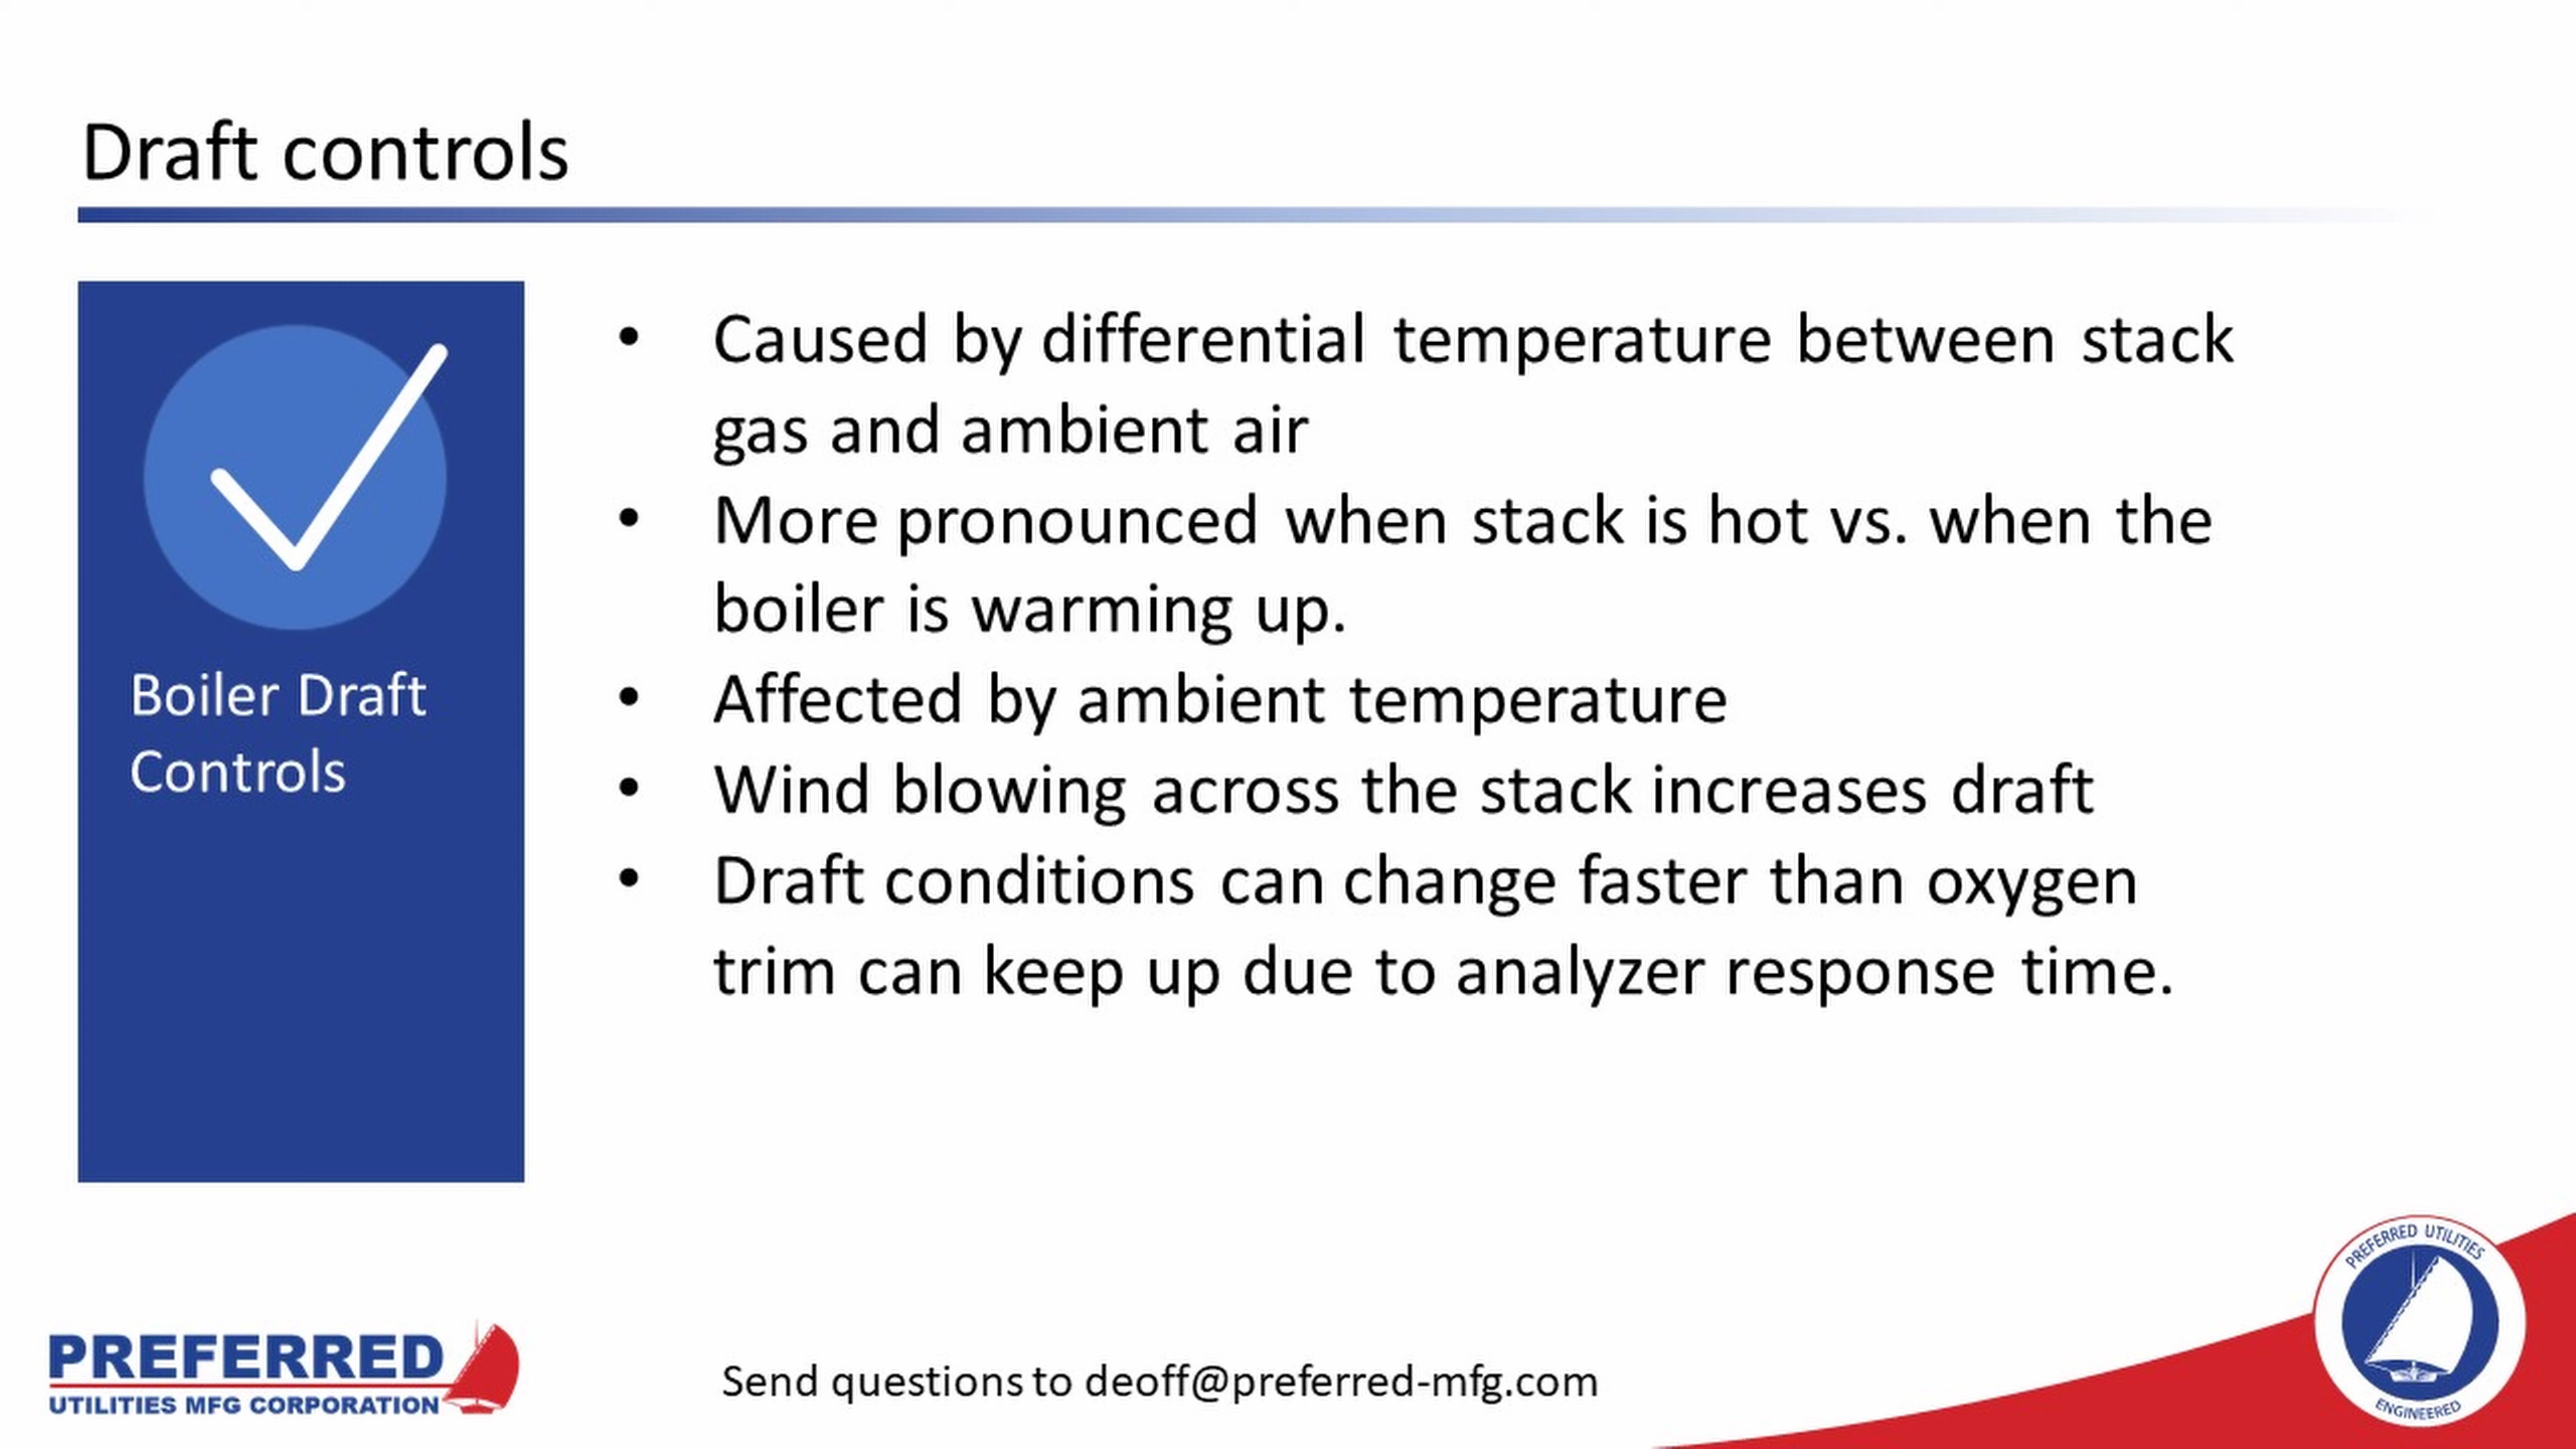 Draft controls
Boiler Draft
Controls
• Caused by differential temperature between stack
gas and ambient air
• More pronounced when stack is hot vs. when the
boiler is warming up.
• Affected by ambient temperature
• Wind blowing across the stack increases draft
• Draft conditions can change faster than oxygen
trim can keep up due to analyzer response time.
PREFERRED
UTILITIES MFG CORPORATION
Send questions to deoff@preferred-mfg.com
PREFERRED UTILITIES
ENGINEERED